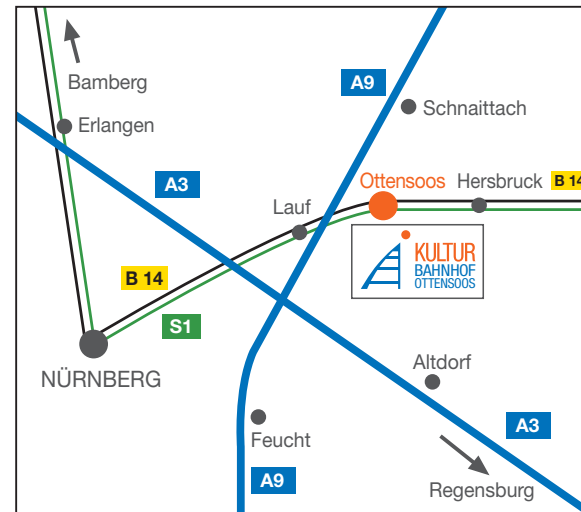 Bamberg
A9
Schnaittach
Erlangen
A3
Ottensoos
Hersbruck
B 14
Lauf
KULTUR
BAHNHOF
OTTENSOOS
B 14
S1
NÜRNBERG
Altdorf
Feucht
A3
A9
Regensburg